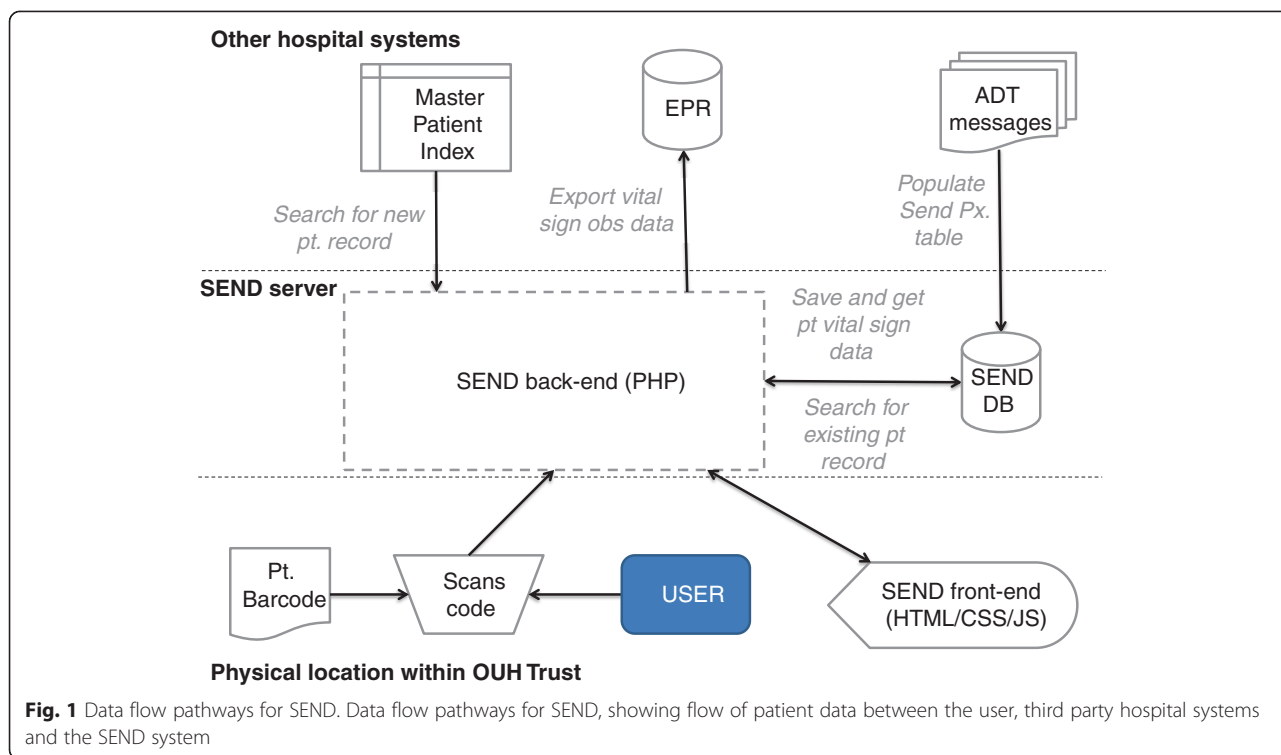 Other hospital systems
Master
Patient
Index
EPR
ADT
messages
Search for new
pt. record
Export vital
sign obs data
Populate
Send Px.
table
SEND server
SEND back-end (PHP)
Save and get
pt vital sign
data
Search for
existing pt
record
SEND
DB
Pt.
Barcode
Scans
code
USER
SEND front-end
(HTML/CSS/JS)
Physical location within OUH Trust
Fig. 1 Data flow pathways for SEND. Data flow pathways for SEND, showing flow of patient data between the user, third party hospital systems
and the SEND system